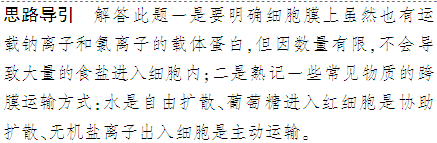 思路导引　解答此题一是要明确细胞膜上虽然也有运
载钠离子和氯离子的载体蛋白,但因数量有限,不会导
致大量的食盐进入细胞内;二是熟记一些常见物质的跨
膜运输方式:水是自由扩散、葡萄糖进入红细胞是协助
扩散、无机盐离子出入细胞是主动运输。